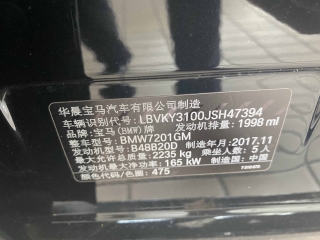 华晨宝马汽车有限公司制造
车辆识别代号: LBVKY3100JSH47394
发动机排量: 1998 ml
整车型号: BMW7201GM
品牌: 宝马(BMW)牌
发动机型号: B48B20D 制造年月: 2017.11
最大允许总质量: 2235 kg 乘坐人数: 5人
发动机最大净功率: 165 kW 制造国: 中国
颜色代码/色彩: 475